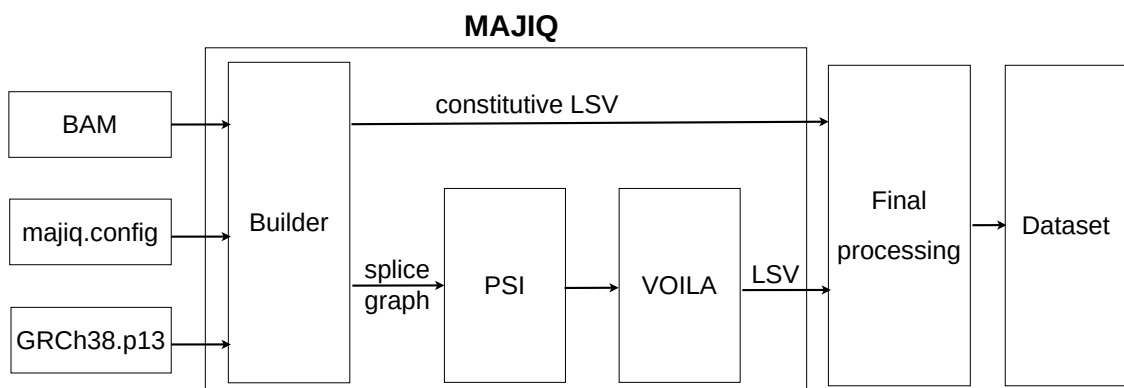 MAJIQ
BAM
majiq.config
GRCh38.p13
Builder
constitutive LSV
splice
graph
PSI
VOILA
LSV
Final
processing
Dataset